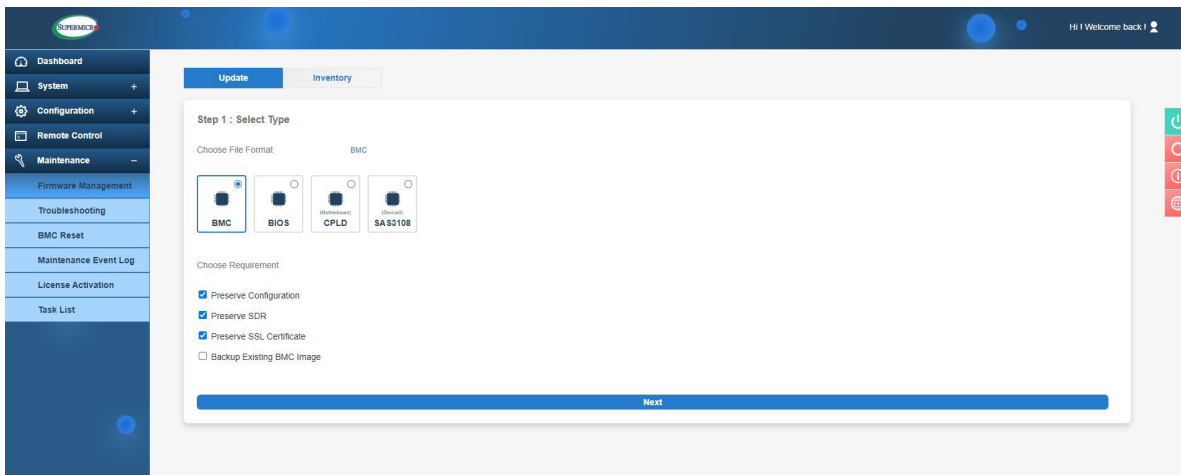 SUPERMICRO
Hi ! Welcome back !
Dashboard
System +
Configuration +
Remote Control
Maintenance –
Firmware Management
Troubleshooting
BMC Reset
Maintenance Event Log
License Activation
Task List
Update Inventory
Step 1 : Select Type
Choose File Format BMC
BMC
BIOS
(Motherboard)
CPLD
(Device0)
SAS3108
Choose Requirement
Preserve Configuration
Preserve SDR
Preserve SSL Certificate
Backup Existing BMC Image
Next